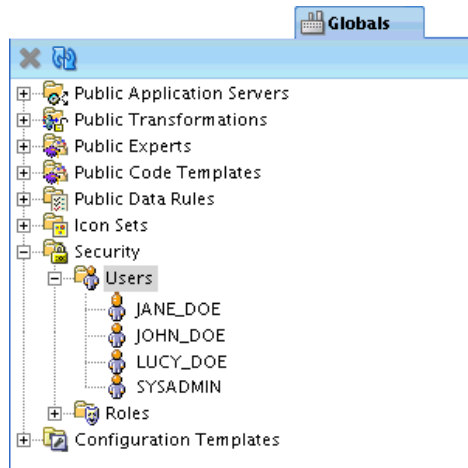 Globals
Public Application Servers
Public Transformations
Public Experts
Public Code Templates
Public Data Rules
Icon Sets
Security
Users
JANE_DOE
JOHN_DOE
LUCY_DOE
SYSADMIN
Roles
Configuration Templates